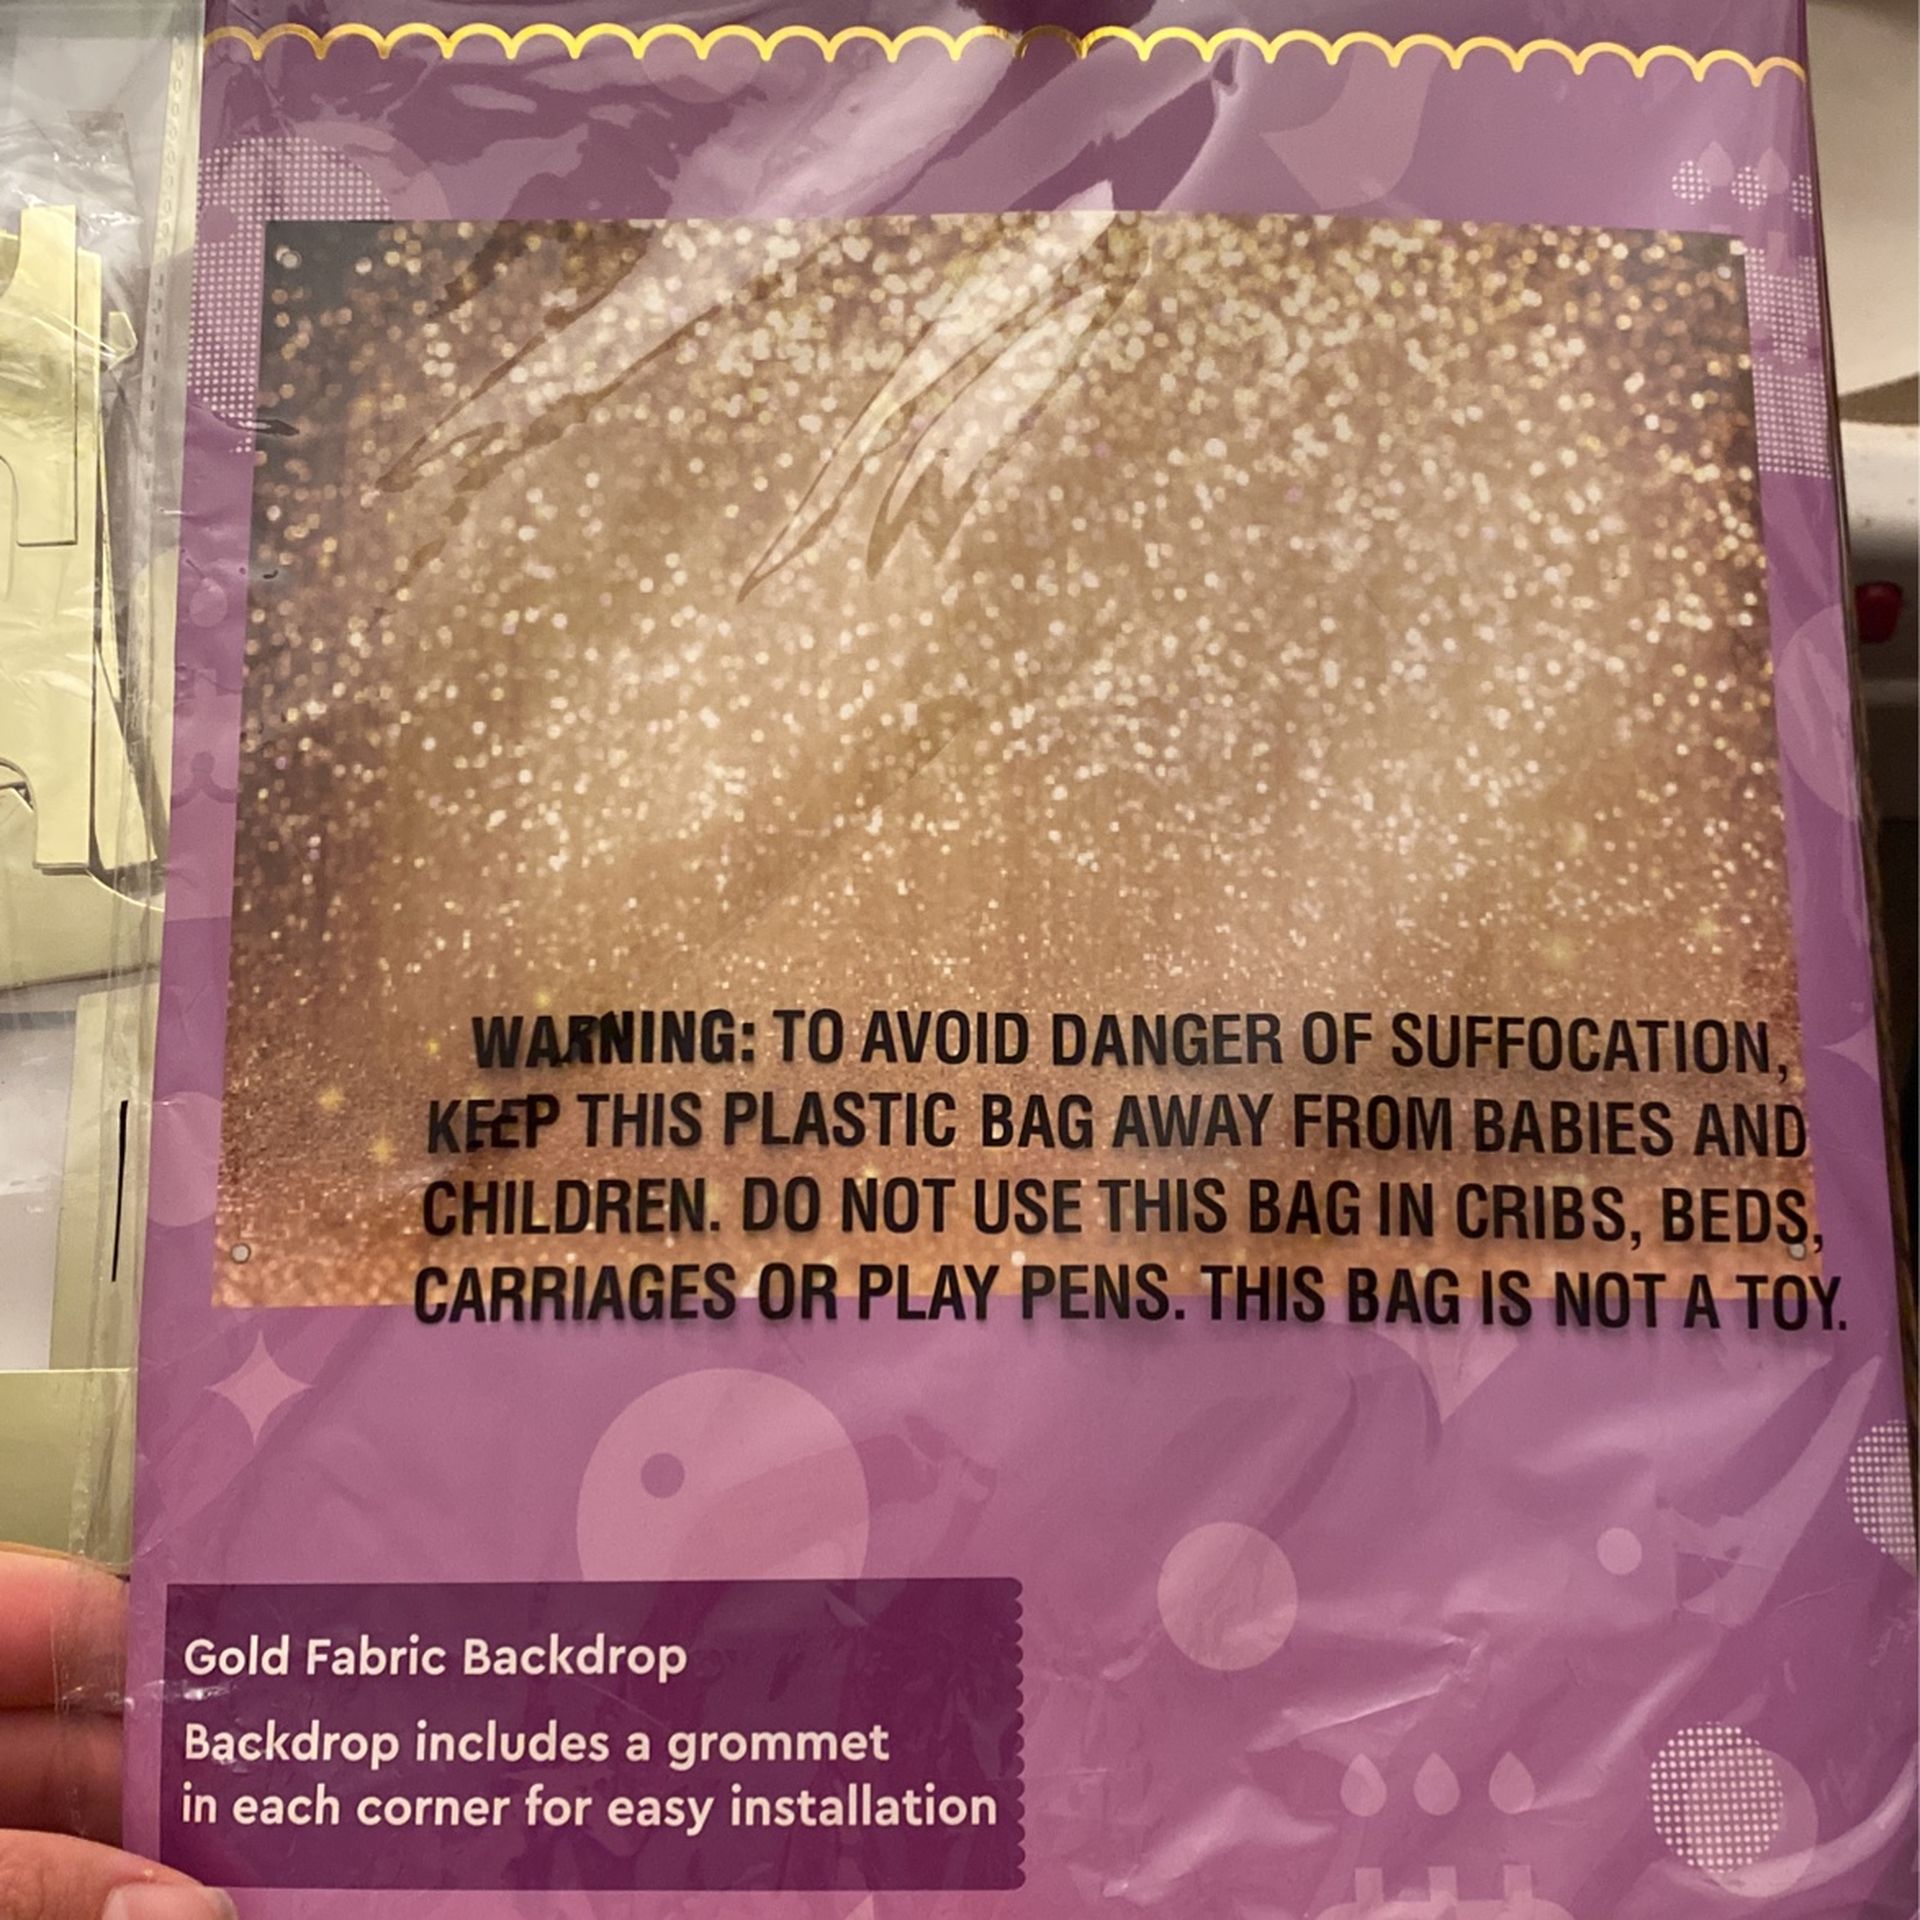 WARNING: TO AVOID DANGER OF SUFFOCATION,
KEEP THIS PLASTIC BAG AWAY FROM BABIES AND
CHILDREN. DO NOT USE THIS BAG IN CRIBS, BEDS,
CARRIAGES OR PLAY PENS. THIS BAG IS NOT A TOY.
Gold Fabric Backdrop
Backdrop includes a grommet
in each corner for easy installation